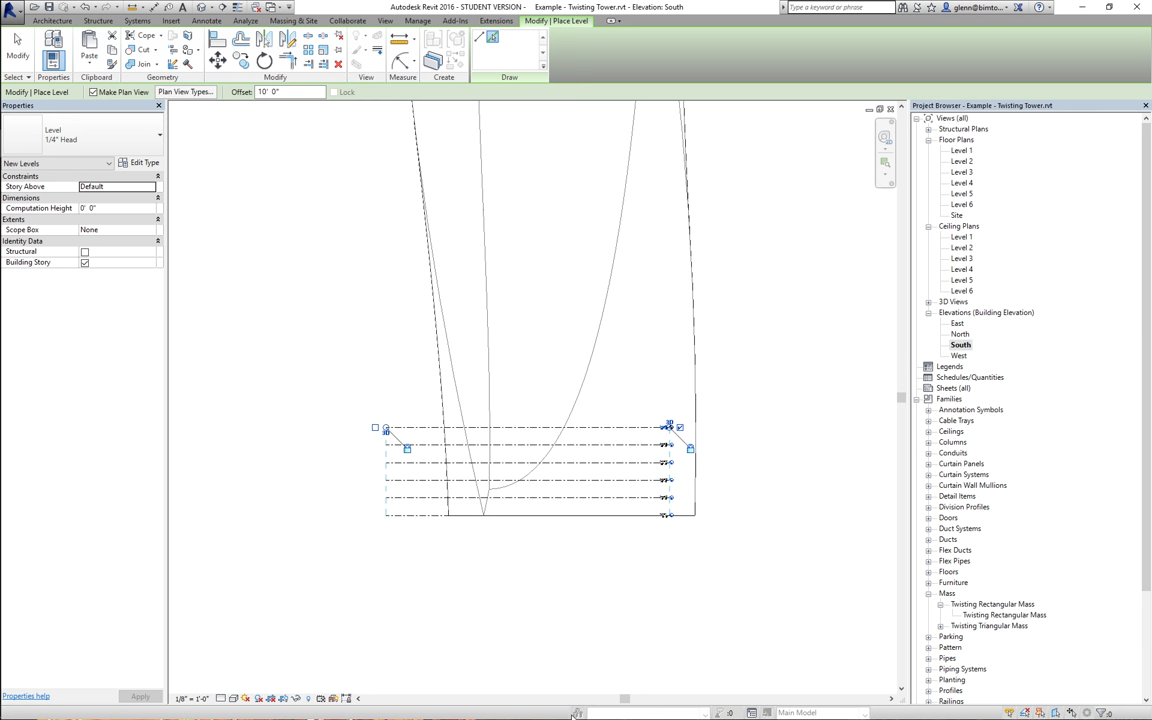 Autodesk Revit 2016 - STUDENT VERSION - Example - Twisting Tower.rvt - Elevation: South
Type a keyword or phrase
glenn@bimto...
Architecture Structure Systems Insert Annotate Analyze Massing & Site Collaborate View Manage Add-Ins Extensions Modify | Place Level
Modify
Paste
Cope
Cut
Join
Select Properties Clipboard Geometry Modify View Measure Create Draw
Modify | Place Level Make Plan View Plan View Types... Offset: 10' 0" Lock
Properties
Level
1/4" Head
New Levels Edit Type
Constraints
Story Above Default
Dimensions
Computation Height 0' 0"
Extents
Scope Box None
Identity Data
Structural
Building Story
Properties help Apply
3D
3D
1/8" = 1'-0"
:0 Main Model :0
Project Browser - Example - Twisting Tower.rvt
Views (all)
Structural Plans
Floor Plans
Level 1
Level 2
Level 3
Level 4
Level 5
Level 6
Site
Ceiling Plans
Level 1
Level 2
Level 3
Level 4
Level 5
Level 6
3D Views
Elevations (Building Elevation)
East
North
South
West
Legends
Schedules/Quantities
Sheets (all)
Families
Annotation Symbols
Cable Trays
Ceilings
Columns
Conduits
Curtain Panels
Curtain Systems
Curtain Wall Mullions
Detail Items
Division Profiles
Doors
Duct Systems
Ducts
Flex Ducts
Flex Pipes
Floors
Furniture
Mass
Twisting Rectangular Mass
Twisting Rectangular Mass
Twisting Triangular Mass
Parking
Pattern
Pipes
Piping Systems
Planting
Profiles
Railings